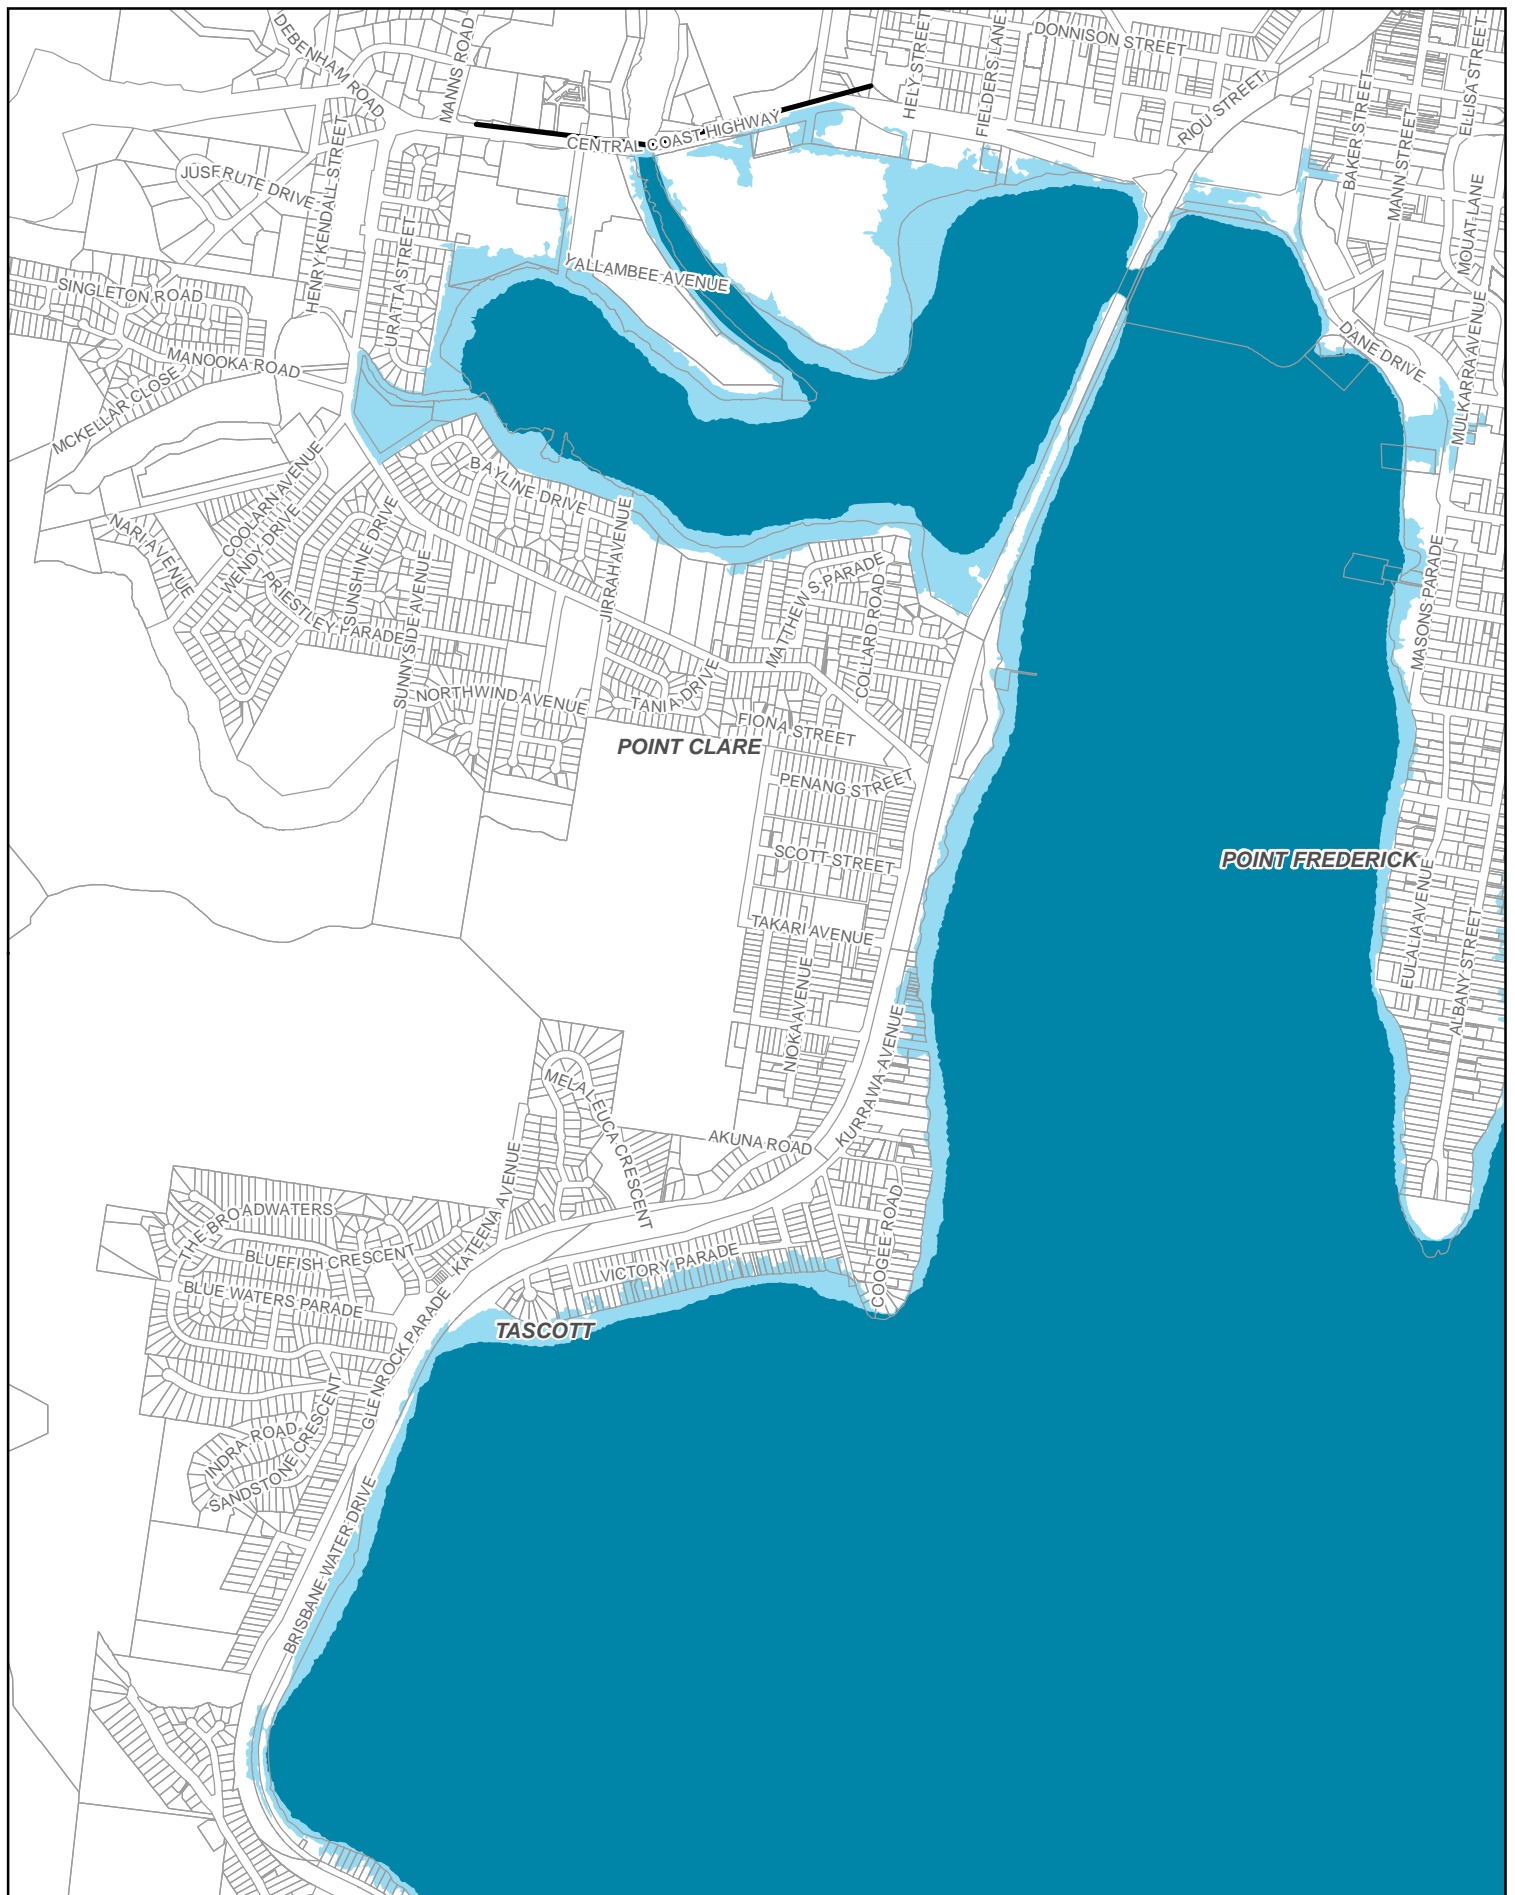 DEBENHAM ROAD
MANNS ROAD
HELY STREET
FIELDERS LANE
DONNISON STREET
RIOU STREET
ELLISA STREET
BAKER STREET
MANN STREET
MOUAT LANE
CENTRAL COAST HIGHWAY
HENRY KENDALL STREET
JUSFRUTE DRIVE
URATTA STREET
YALLAMBEE AVENUE
SINGLETON ROAD
MANOOKA ROAD
MCKELLAR CLOSE
DANE DRIVE
MULKARRA AVENUE
BAYLINE DRIVE
COOLARN AVENUE
WENDY DRIVE
NARI AVENUE
SUNSHINE DRIVE
PRIESTLEY PARADE
SUNNYSIDE AVENUE
JIRRAH AVENUE
MATTHEW S PARADE
COLLARD ROAD
MASONS PARADE
NORTHWIND AVENUE
TANIA DRIVE
FIONA STREET
POINT CLARE
PENANG STREET
SCOTT STREET
POINT FREDERICK
EULALIA AVENUE
ALBANY STREET
TAKARI AVENUE
NIOKA AVENUE
KURRAWA AVENUE
MELALEUCA CRESCENT
AKUNA ROAD
KATEENA AVENUE
THE BROADWATERS
BLUEFISH CRESCENT
BLUE WATERS PARADE
VICTORY PARADE
COOGEE ROAD
TASCOTT
GLENROCK PARADE
INDRA ROAD
SANDSTONE CRESCENT
BRISBANE WATER DRIVE